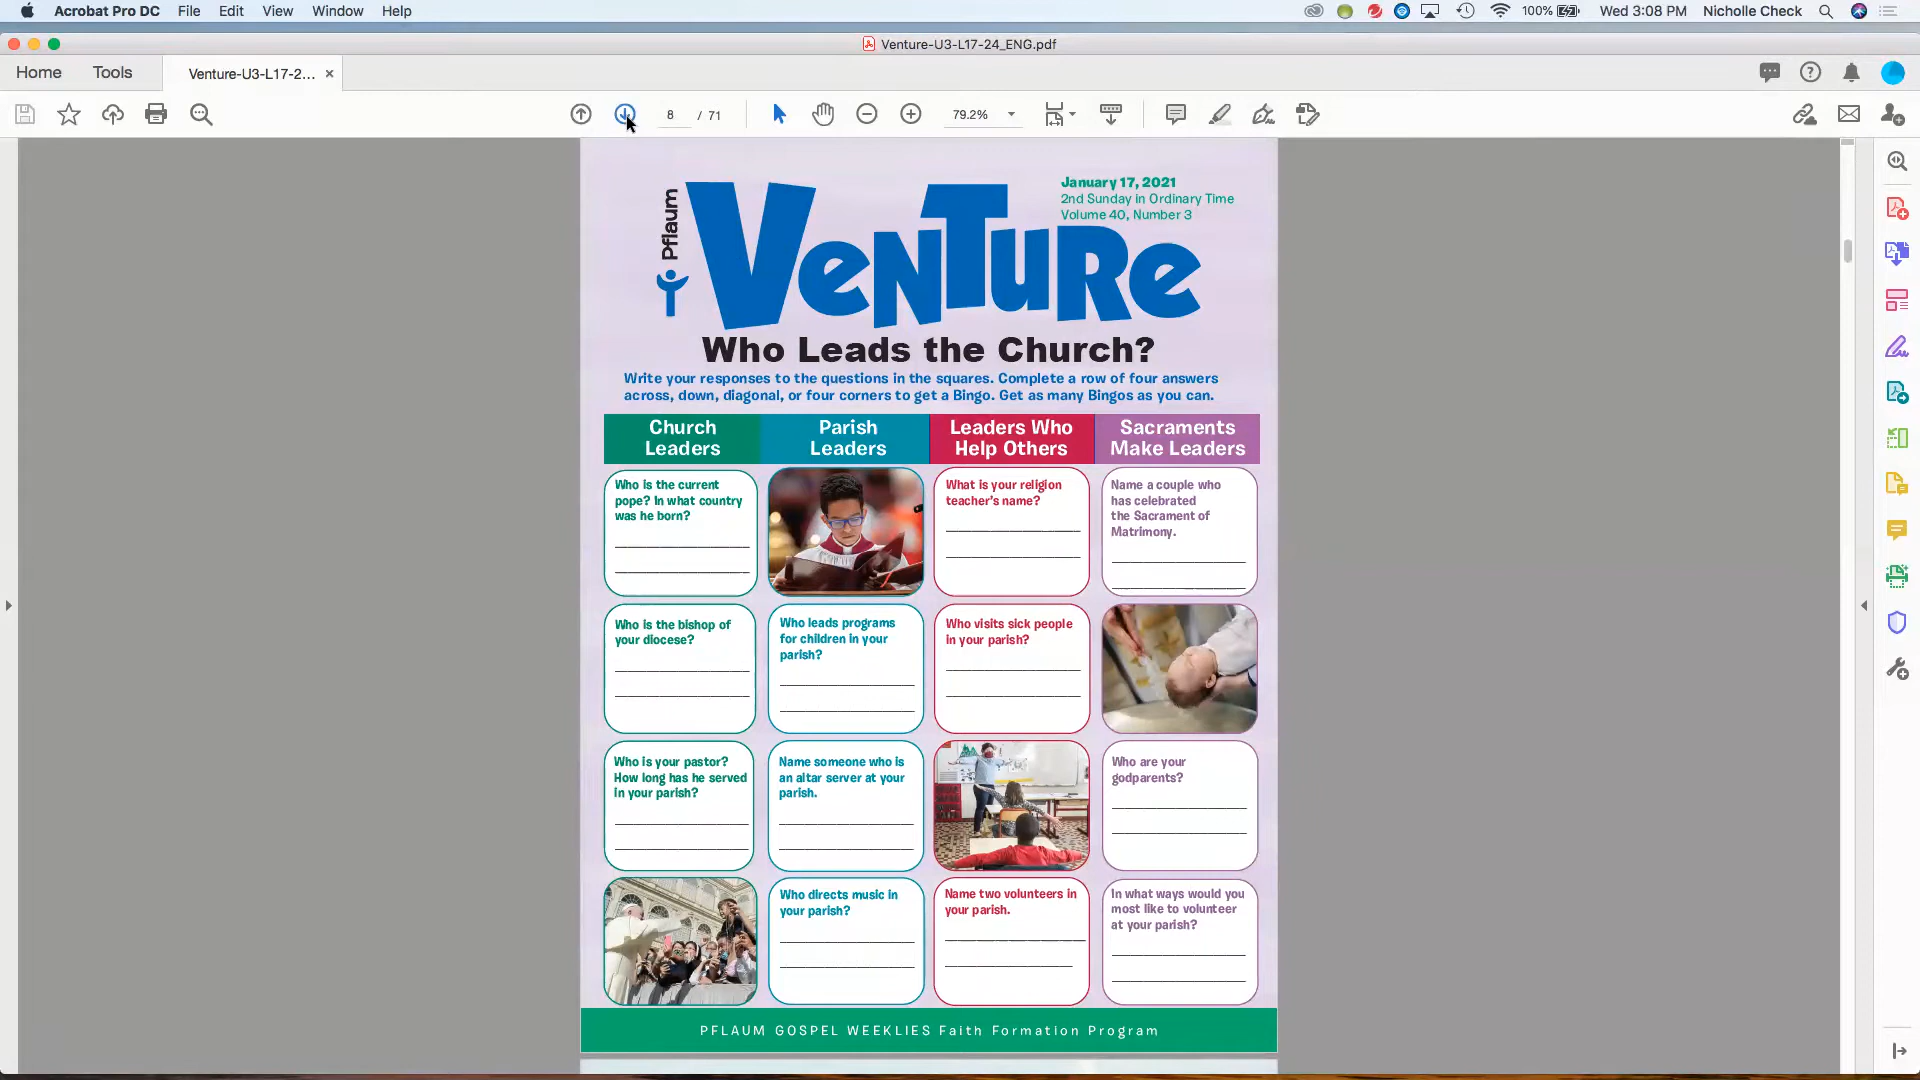 Acrobat Pro DC File Edit View Window Help 100% Wed 3:08 PM Nicholle Check
Venture-U3-L17-24_ENG.pdf
Home Tools Venture-U3-L17-2... ×
8 / 71 79.2%
January 17, 2021
2nd Sunday in Ordinary Time
Volume 40, Number 3
Pflaum
VeNTuRe
Who Leads the Church?
Write your responses to the questions in the squares. Complete a row of four answers
across, down, diagonal, or four corners to get a Bingo. Get as many Bingos as you can.
Church
Leaders
Parish
Leaders
Leaders Who
Help Others
Sacraments
Make Leaders
Who is the current
pope? In what country
was he born?
What is your religion
teacher's name?
Name a couple who
has celebrated
the Sacrament of
Matrimony.
Who is the bishop of
your diocese?
Who leads programs
for children in your
parish?
Who visits sick people
in your parish?
Who is your pastor?
How long has he served
in your parish?
Name someone who is
an altar server at your
parish.
Who are your
godparents?
Who directs music in
your parish?
Name two volunteers in
your parish.
In what ways would you
most like to volunteer
at your parish?
PFLAUM GOSPEL WEEKLIES Faith Formation Program